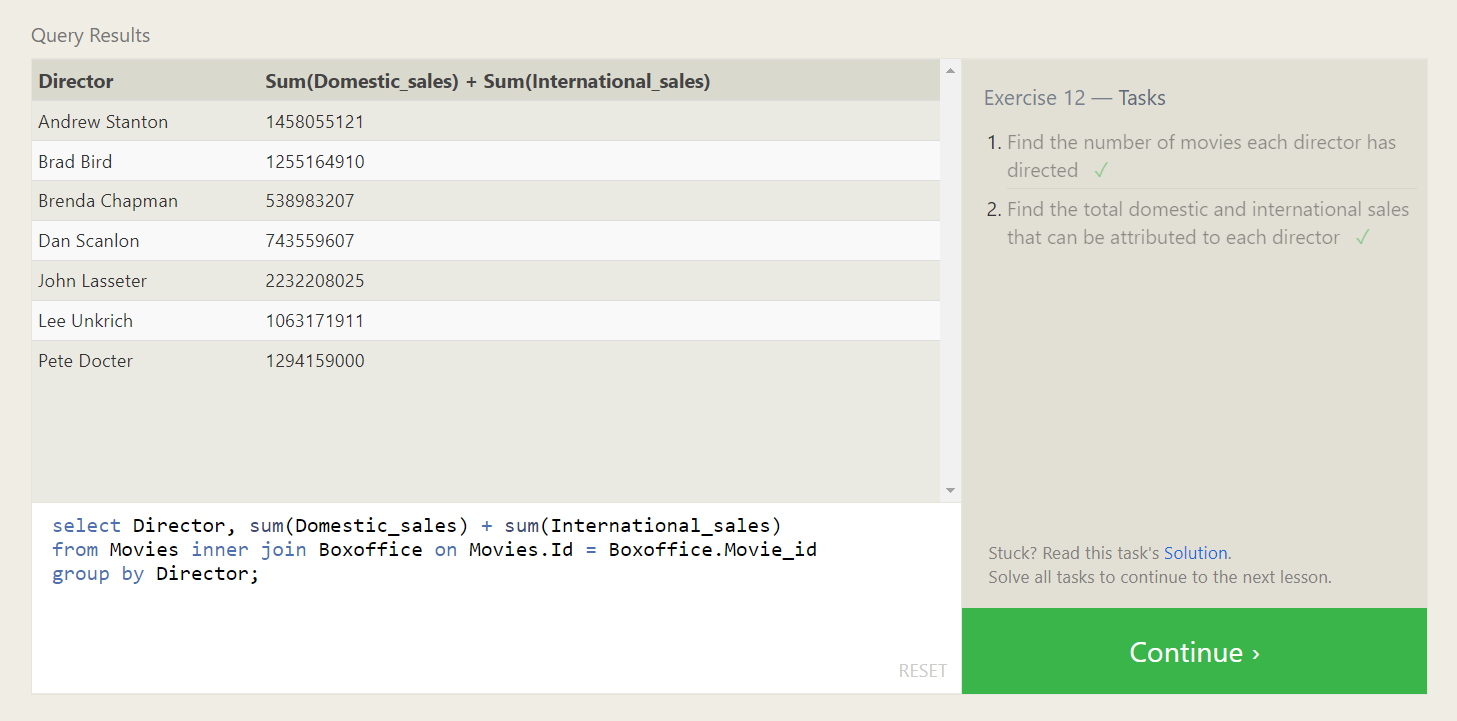 Query Results
Director Sum(Domestic_sales) + Sum(International_sales)
Andrew Stanton 1458055121
Brad Bird 1255164910
Brenda Chapman 538983207
Dan Scanlon 743559607
John Lasseter 2232208025
Lee Unkrich 1063171911
Pete Docter 1294159000
select Director, sum(Domestic_sales) + sum(International_sales)
from Movies inner join Boxoffice on Movies.Id = Boxoffice.Movie_id
group by Director;
RESET
Exercise 12 — Tasks
1. Find the number of movies each director has
directed ✓
2. Find the total domestic and international sales
that can be attributed to each director ✓
Stuck? Read this task's Solution.
Solve all tasks to continue to the next lesson.
Continue ›